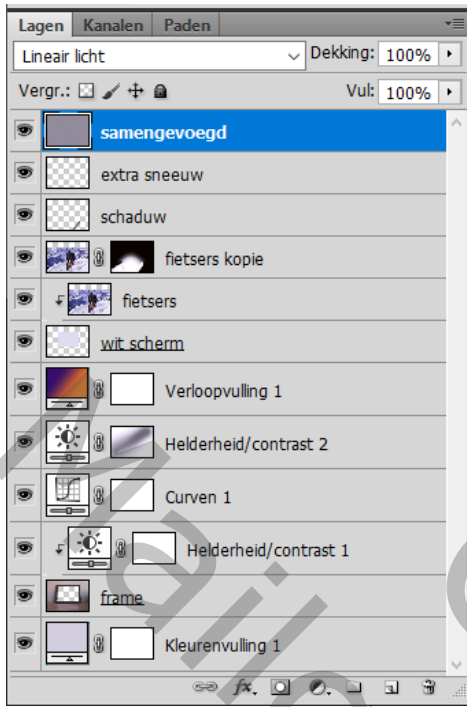 Lagen Kanalen Paden
Lineair licht Dekking: 100%
Vergr.: Vul: 100%
samengevoegd
extra sneeuw
schaduw
fietsers kopie
fietsers
wit scherm
Verloopvulling 1
Helderheid/contrast 2
Curven 1
Helderheid/contrast 1
frame
Kleurenvulling 1
fx.